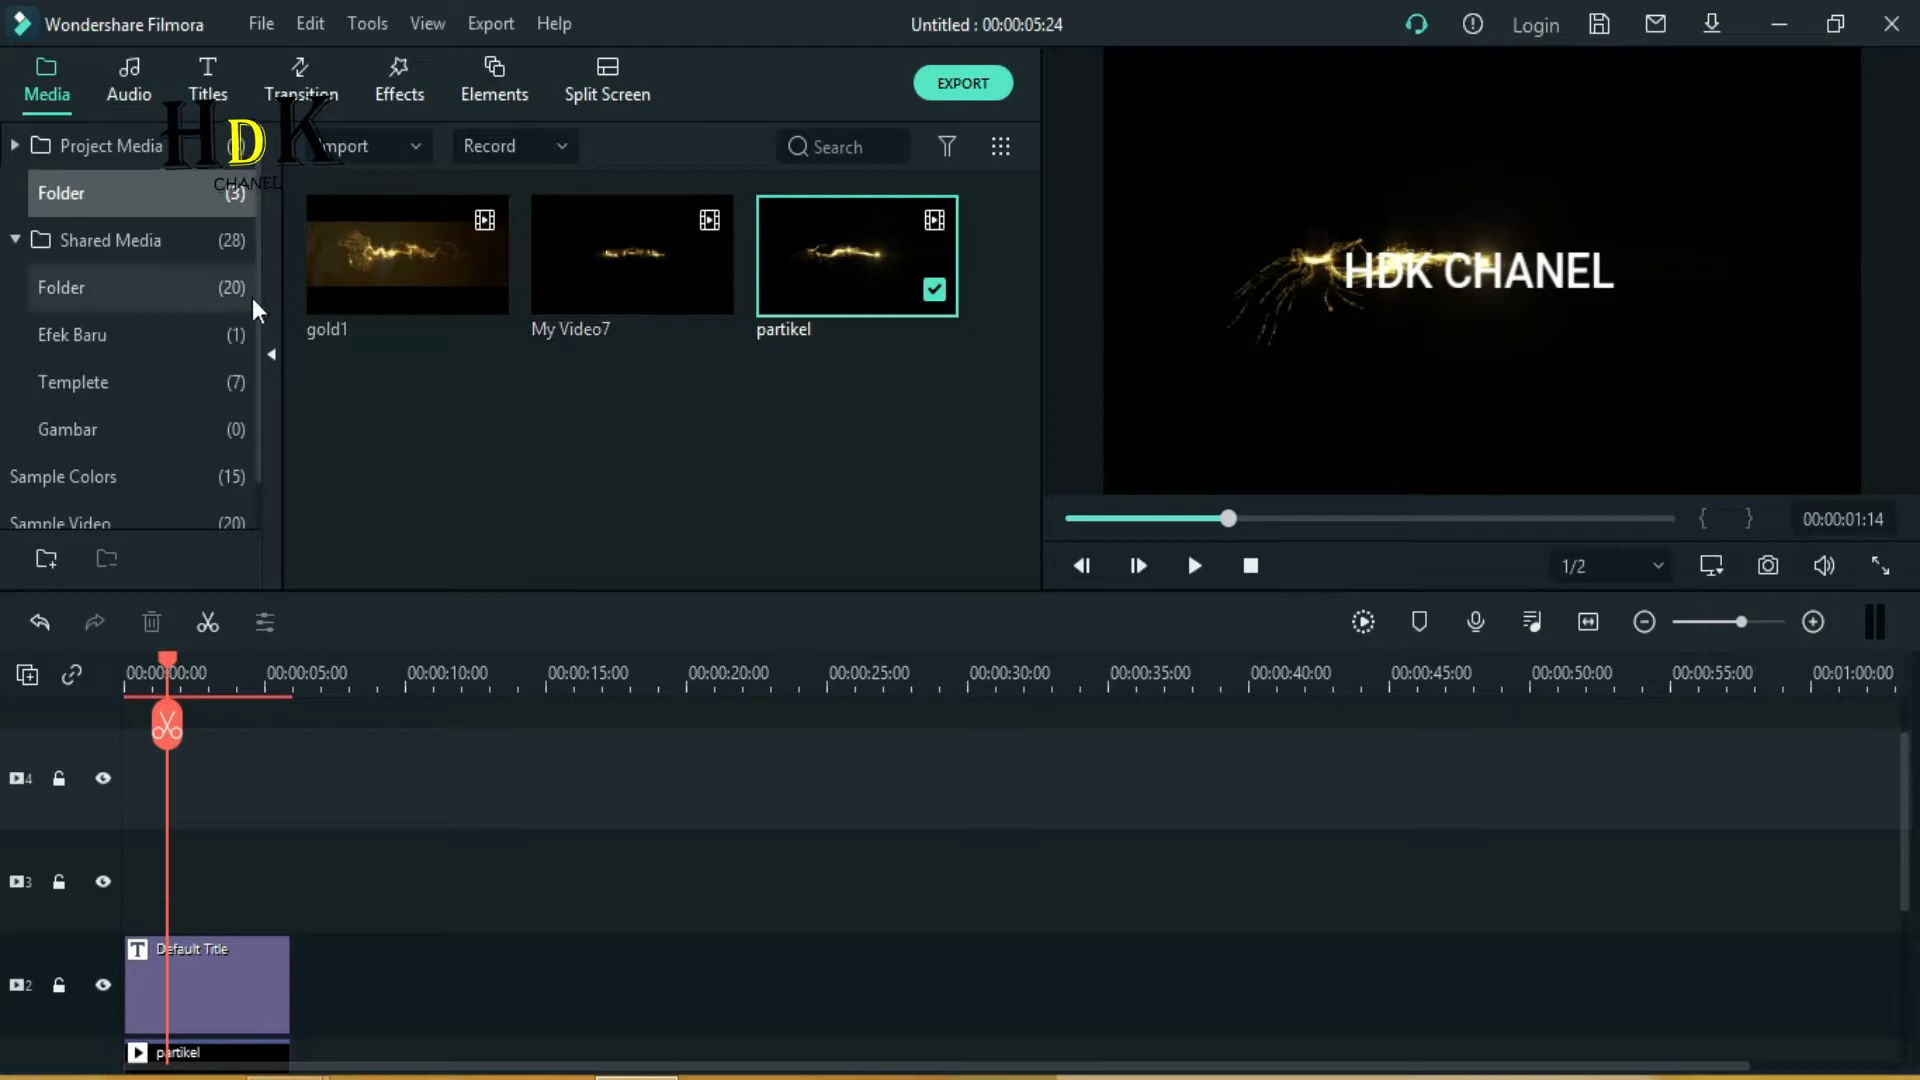 Wondershare Filmora File Edit Tools View Export Help Untitled : 00:00:05:24 Login
Media Audio Titles Transition Effects Elements Split Screen EXPORT
HDK
CHANEL
Project Media Import Record Search
Folder (3)
Shared Media (28)
Folder (20)
Efek Baru (1)
Templete (7)
Gambar (0)
Sample Colors (15)
Sample Video (20)
gold1 My Video7 partikel
HDK CHANEL
00:00:01:14
1/2
00:00:00:00 00:00:05:00 00:00:10:00 00:00:15:00 00:00:20:00 00:00:25:00 00:00:30:00 00:00:35:00 00:00:40:00 00:00:45:00 00:00:50:00 00:00:55:00 00:01:00:00
4
3
Default Title
2
partikel